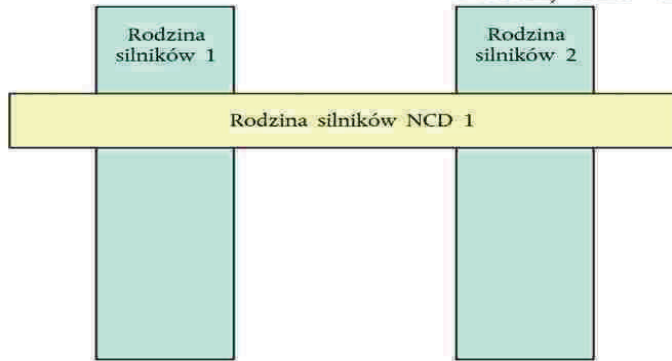 Rodzina
silników 1
Rodzina
silników 2
Rodzina silników NCD 1